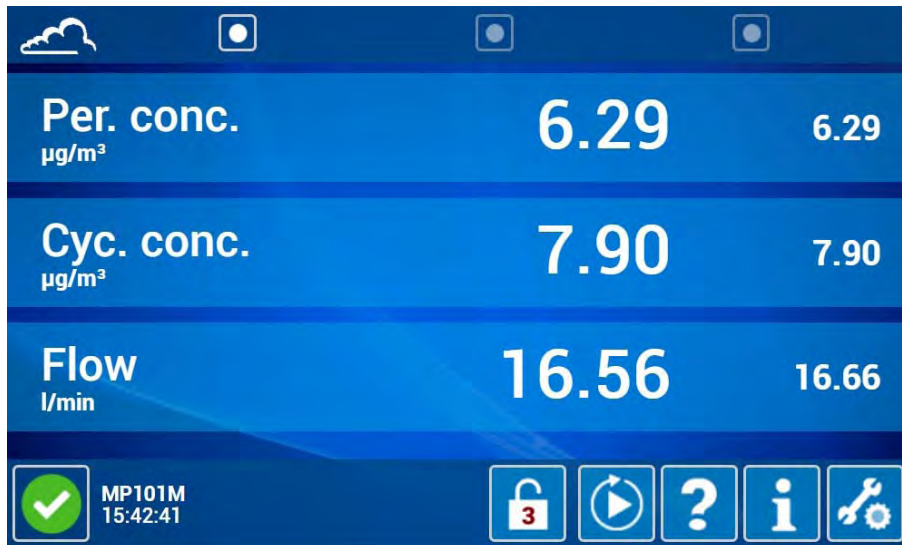 Per. conc. 6.29 6.29
µg/m³
Cyc. conc. 7.90 7.90
µg/m³
Flow 16.56 16.66
l/min
MP101M
15:42:41
3 ? i